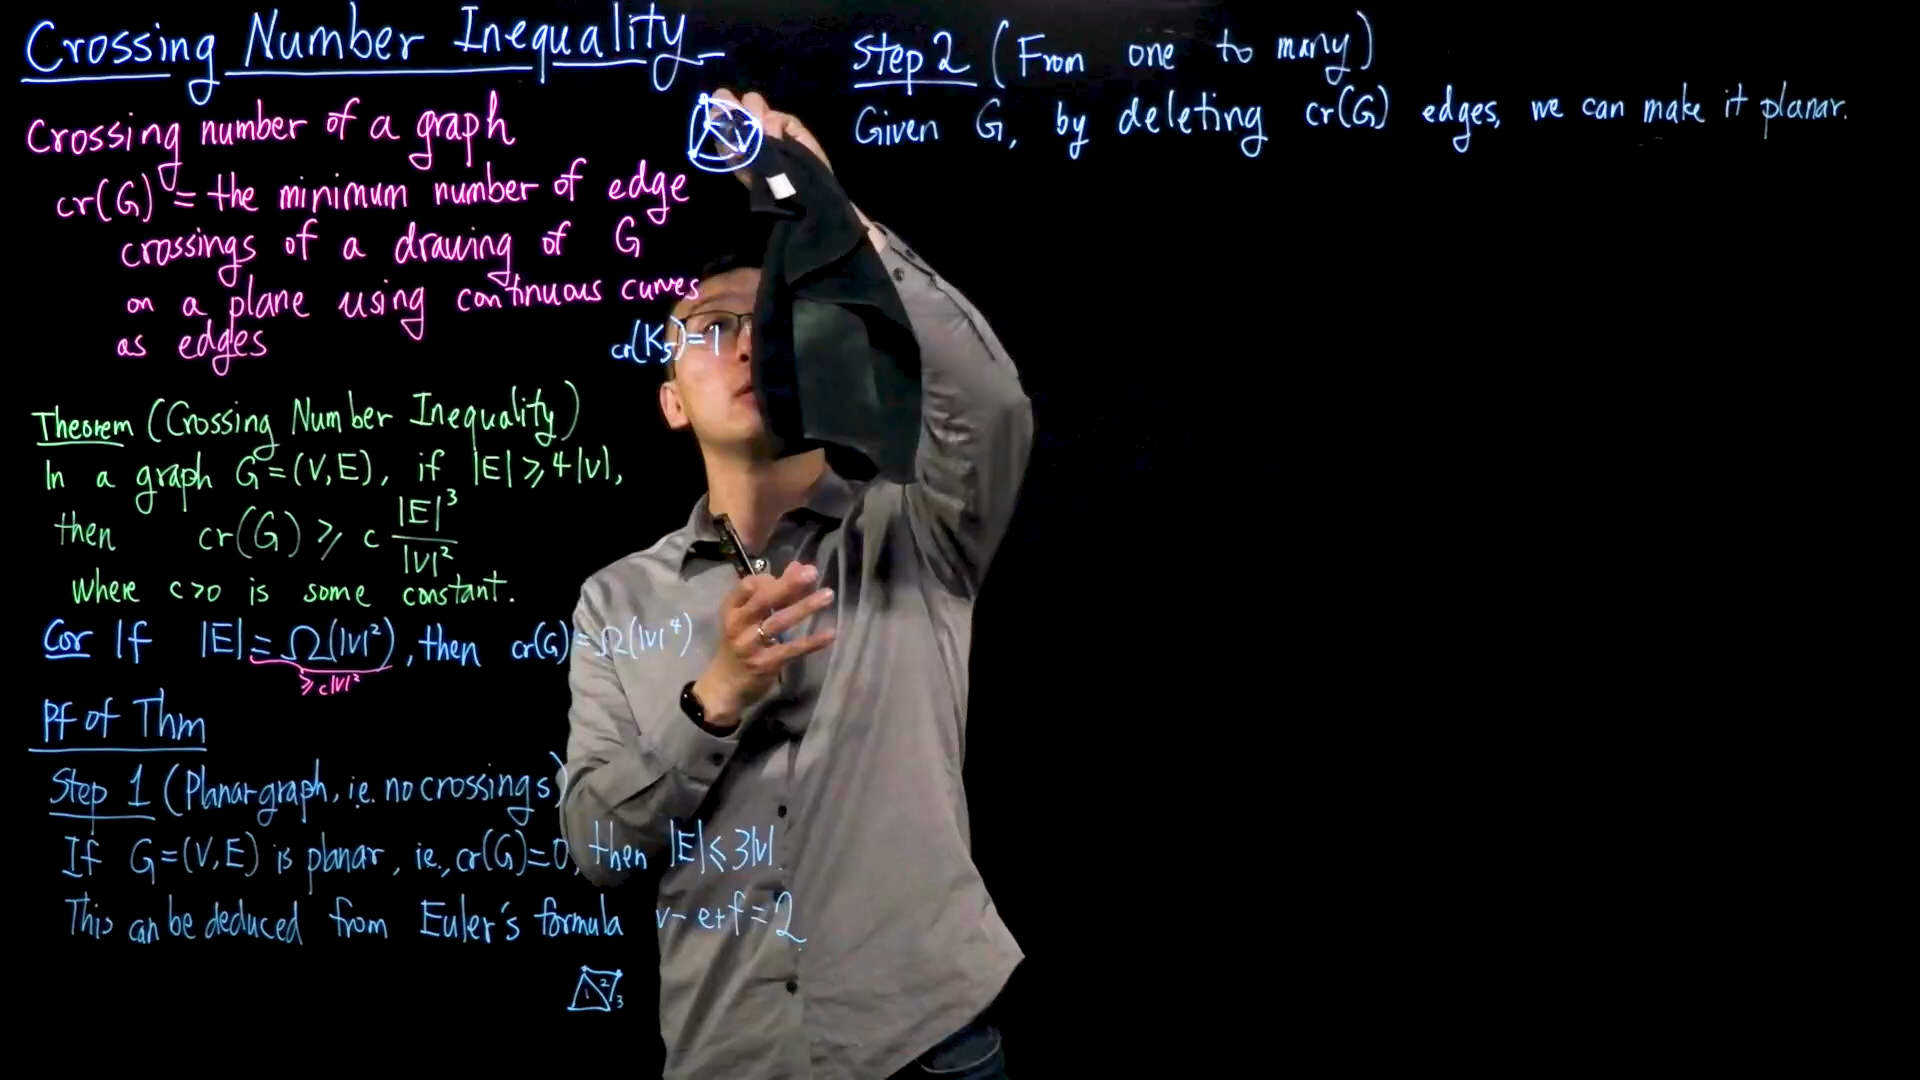 Crossing Number Inequality
Crossing number of a graph
cr(G) = the minimum number of edge
crossings of a drawing of G
on a plane using continuous curves
as edges
cr(K₅)=1
Theorem (Crossing Number Inequality)
In a graph G=(V,E), if |E| ⩾ 4|V|,
then cr(G) ⩾ c |E|³/|V|²
where c>0 is some constant.
Cor If |E| = Ω(|V|²), then cr(G) = Ω(|V|⁴)
⩾ c|V|²
Pf of Thm
Step 1 (Planar graph, i.e. no crossings)
If G=(V,E) is planar, i.e., cr(G)=0, then |E| ⩽ 3|V|.
This can be deduced from Euler's formula v-e+f=2.
1 2 3
Step 2 (From one to many)
Given G, by deleting cr(G) edges, we can make it planar.